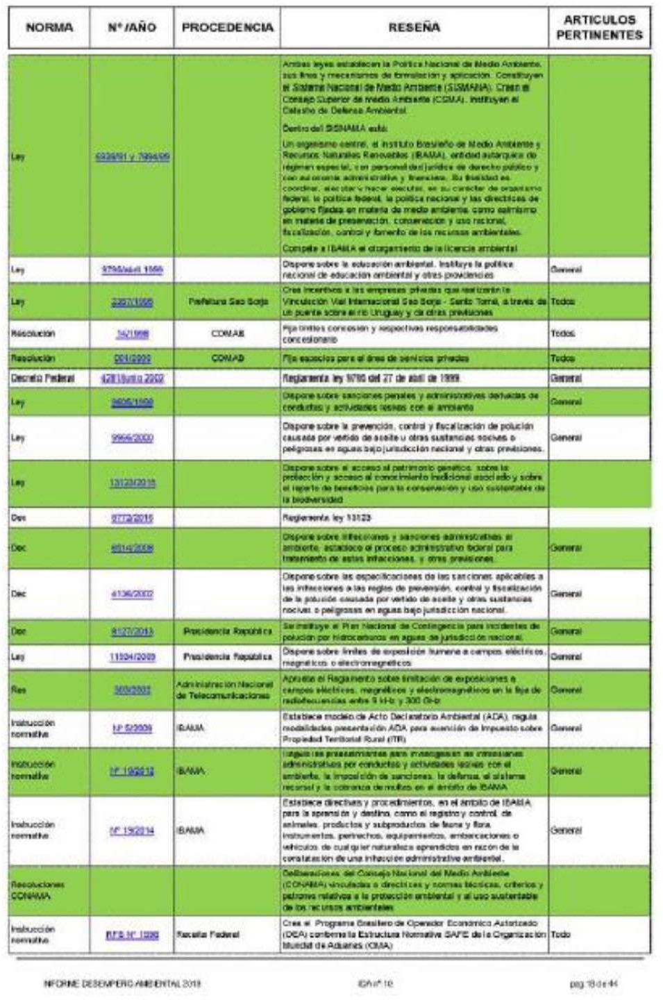 NORMA N° /AÑO PROCEDENCIA RESEÑA ARTICULOS PERTINENTES
Ambas leyes establecen la Política Nacional de Medio Ambiente,
sus fines y mecanismos de formulación y aplicación. Constituyen
el Sistema Nacional de Medio Ambiente (SISMANA). Crean el
Consejo Superior de medio Ambiente (CSMA). Instituyen el
Catastro de Defensa Ambiental.
Dentro del SISNAMA está:
Un organismo central, el Instituto Brasileño de Medio Ambiente y
Recursos Naturales Renovables (IBAMA), entidad autárquica de
régimen especial, con personalidad jurídica de derecho público y
con autonomía administrativa y financiera. Su finalidad es
coordinar, ejecutar y hacer ejecutar, en su carácter de organismo
federal, la política federal, la política nacional y las directrices de
gobierno fijadas en materia de medio ambiente, como asimismo
en materia de preservación, conservación y uso racional,
fiscalización, control y fomento de los recursos ambientales.
Compete a IBAMA el otorgamiento de la licencia ambiental
Ley
Ley 9795/abril 1999 Dispone sobre la educación ambiental. Instituye la política
nacional de educación ambiental y otras providencias General
Ley Prefeitura Sao Borja Crea incentivos a las empresas privadas que realizarán la
Vinculación Vial Internacional Sao Borja - Santo Tomé, a través de
un puente sobre el río Uruguay y da otras previsiones Todos
Resolución 14/1998 COMAB Fija límites concesión y respectivas responsabilidades
concesionario Todos
Resolución COMAB Fija espacios para el área de servicios privados Todos
Decreto Federal 4281/junio 2002 Reglamenta ley 9795 del 27 de abril de 1999. General
Ley 9605/1998 Dispone sobre sanciones penales y administrativas derivadas de
conductas y actividades lesivas con el ambiente General
Ley 9966/2000 Dispone sobre la prevención, control y fiscalización de polución
causada por vertido de aceite u otras sustancias nocivas o
peligrosas en aguas bajo jurisdicción nacional y otras previsiones. General
Ley 13123/2015 Dispone sobre el acceso al patrimonio genético, sobre la
protección y acceso al conocimiento tradicional asociado y sobre
el reparto de beneficios para la conservación y uso sustentable de
la biodiversidad
Dec Reglamenta ley 13123
Dec 6514/2008 Dispone sobre infracciones y sanciones administrativas al
ambiente, establece el proceso administrativo federal para
tratamiento de estas infracciones, y otras previsiones. General
Dec 4136/2002 Dispone sobre las especificaciones de las sanciones aplicables a
las infracciones a las reglas de prevención, control y fiscalización
de la polución causada por vertido de aceite y otras sustancias
nocivas o peligrosas en aguas bajo jurisdicción nacional. General
Dec 8127/2013 Presidencia República Se instituye el Plan Nacional de Contingencia para incidentes de
polución por hidrocarburos en aguas de jurisdicción nacional General
Ley 11934/2009 Presidencia República Dispone sobre límites de exposición humana a campos eléctricos,
magnéticos o electromagnéticos General
Res 303/2002 Administración Nacional de Telecomunicaciones Aprueba el Reglamento sobre limitación de exposiciones a
campos eléctricos, magnéticos y electromagnéticos en la faja de
radiofrecuencias entre 9 kHz y 300 GHz General
Instrucción normativa N° 5/2009 IBAMA Establece modelo de Acto Declaratorio Ambiental (ADA), regula
modalidades presentación ADA para exención de Impuesto sobre
Propiedad Territorial Rural (ITR) General
Instrucción normativa N° 10/2012 IBAMA Regula los procedimientos para investigación de infracciones
administrativas por conductas y actividades lesivas con el
ambiente, la imposición de sanciones, la defensa, el sistema
recursal y la cobranza de multas en el ámbito de IBAMA General
Instrucción normativa N° 19/2014 IBAMA Establece directivas y procedimientos, en el ámbito de IBAMA
para la aprensión y destino, como el registro y control, de
animales, productos y subproductos de fauna y flora,
instrumentos, pertrechos, equipamientos, embarcaciones o
vehículos de cualquier naturaleza aprendidos en razón de la
constatación de una infracción administrativa ambiental. General
Resoluciones CONAMA Deliberaciones del Consejo Nacional del Medio Ambiente
(CONAMA) vinculadas a directrices y normas técnicas, criterios y
patrones relativos a la protección ambiental y al uso sustentable
de los recursos ambientales
Instrucción normativa RFB N° Receita Federal Crea el Programa Brasilero de Operador Económico Autorizado
(OEA) conforme la Estructura Normativa SAFE de la Organización
Mundial de Aduanas (OMA) Todo
INFORME DESEMPEÑO AMBIENTAL 2018 IDA n° 10 pág. 18 de 44